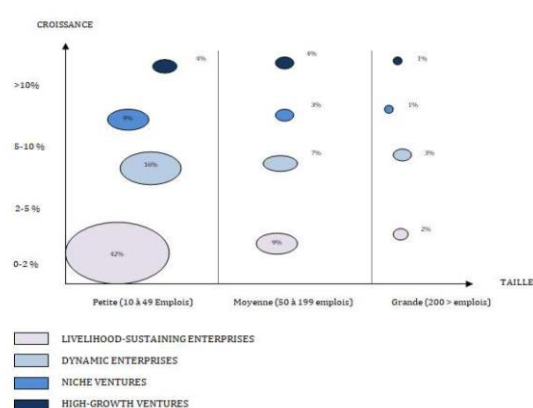 CROISSANCE
>10%
4%
4%
1%
5-10 %
9%
3%
1%
16%
7%
3%
2-5 %
0-2 %
42%
9%
2%
TAILLE
Petite (10 à 49 Emplois)
Moyenne (50 à 199 emplois)
Grande (200 > emplois)
LIVELIHOOD-SUSTAINING ENTERPRISES
DYNAMIC ENTERPRISES
NICHE VENTURES
HIGH-GROWTH VENTURES